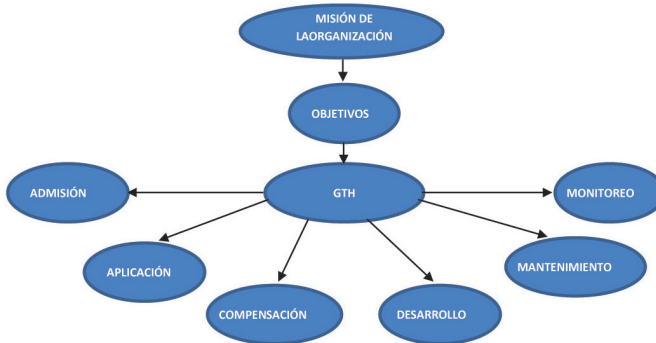 MISIÓN DE
LAORGANIZACIÓN
OBJETIVOS
ADMISIÓN
GTH
MONITOREO
APLICACIÓN
MANTENIMIENTO
COMPENSACIÓN
DESARROLLO